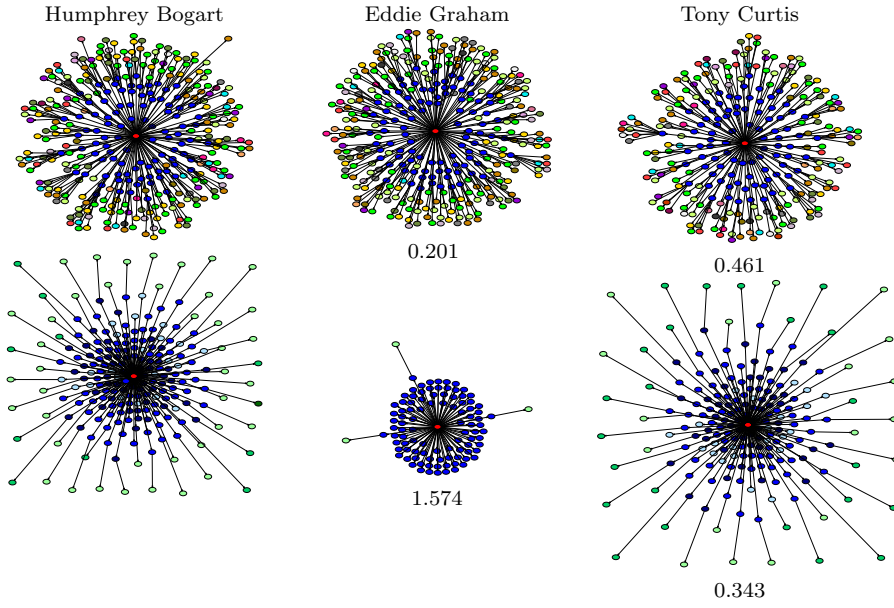 Humphrey Bogart
Eddie Graham
Tony Curtis
0.201
0.461
1.574
0.343